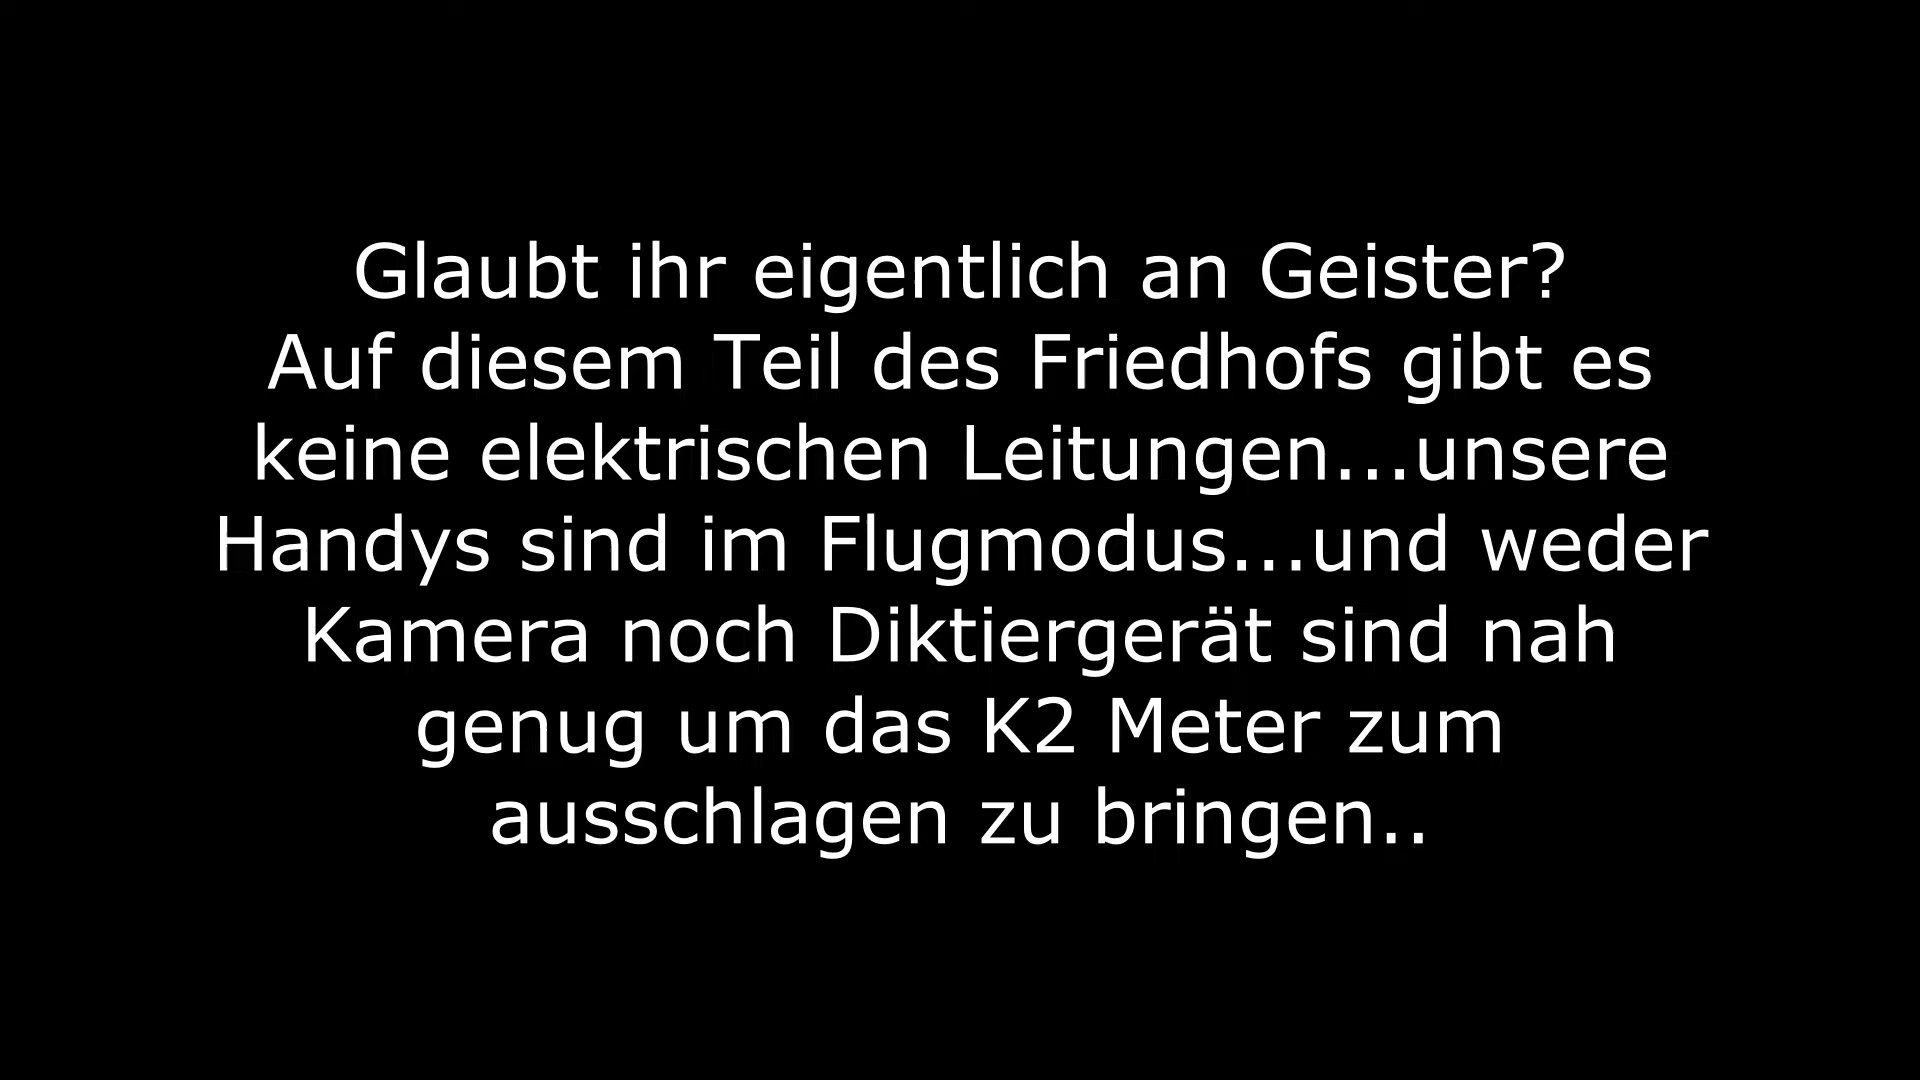 Glaubt ihr eigentlich an Geister?
Auf diesem Teil des Friedhofs gibt es
keine elektrischen Leitungen...unsere
Handys sind im Flugmodus...und weder
Kamera noch Diktiergerät sind nah
genug um das K2 Meter zum
ausschlagen zu bringen..